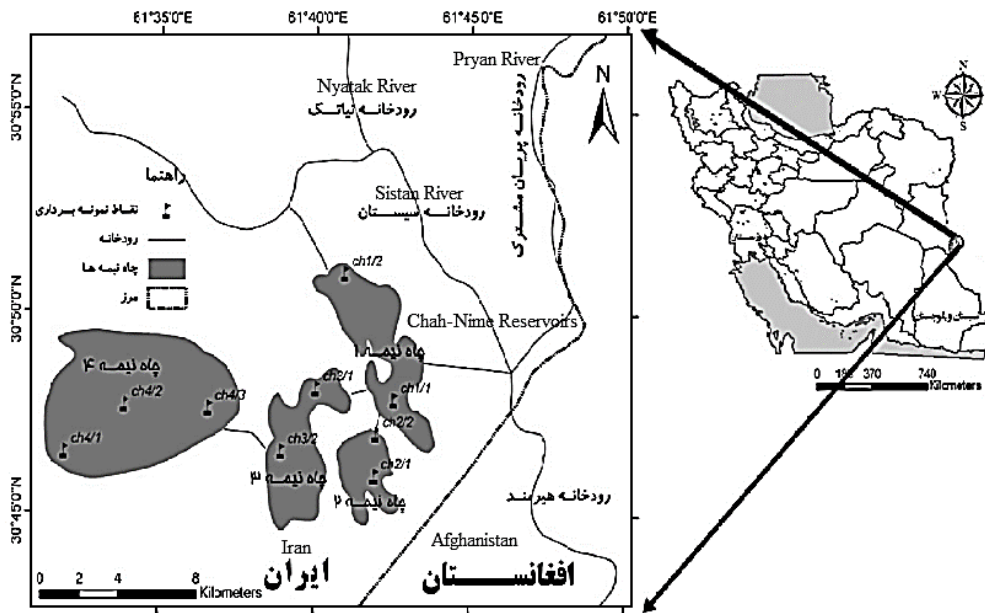 61°35'0"E
61°40'0"E
61°45'0"E
61°50'0"E
Pryan River
N
Nyatak River
رودخانه نیاتک
رودخانه پریان مشترک
30°55'0"N
راهنما
نقاط نمونه برداری
رودخانه
چاه نیمه ها
مرز
Sistan River
رودخانه سیستان
ch1/2
30°50'0"N
Chah-Nime Reservoirs
چاه نیمه ۱
چاه نیمه ۴
ch3/1
ch1/1
ch4/2
ch4/3
ch2/2
ch4/1
ch3/2
چاه نیمه ۳
ch2/1
چاه نیمه ۲
رودخانه هیرمند
30°45'0"N
Iran
ایران
Afghanistan
افغانستان
0 2 4 8
Kilometers
N
W E
S
سیستان و بلوچستان
370 740
Kilometers